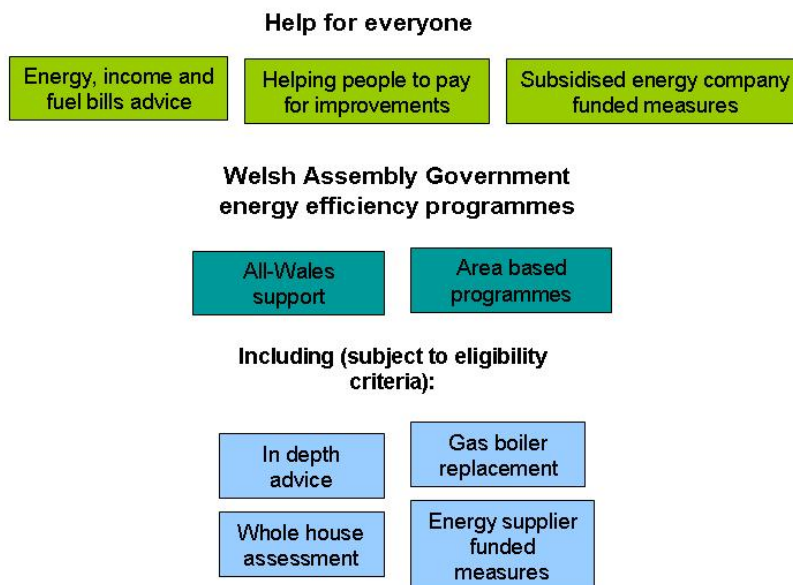 Help for everyone
Energy, income and
fuel bills advice
Helping people to pay
for improvements
Subsidised energy company
funded measures
Welsh Assembly Government
energy efficiency programmes
All-Wales
support
Area based
programmes
Including (subject to eligibility
criteria):
In depth
advice
Gas boiler
replacement
Whole house
assessment
Energy supplier
funded
measures